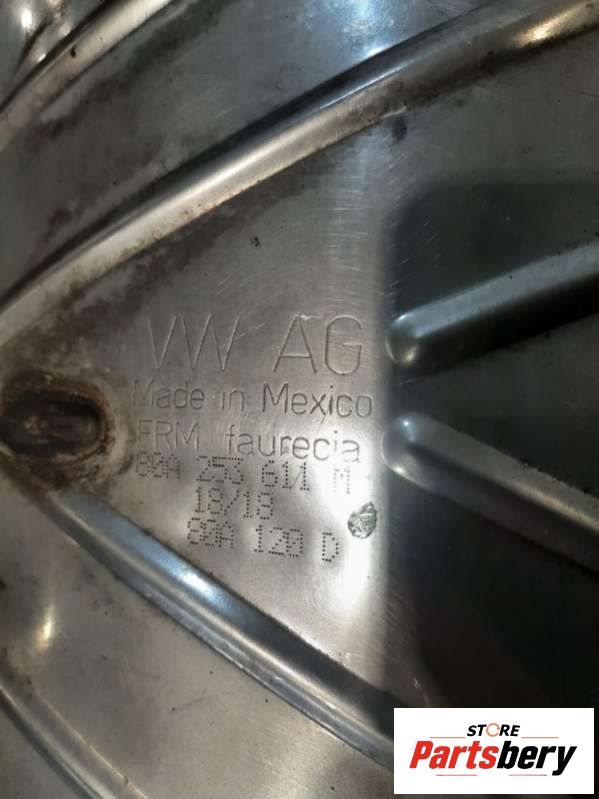 VW AG
Made in Mexico
FRM faurecia
80A 253 611 M
18/18
80A 120 D
STORE
Partsbery